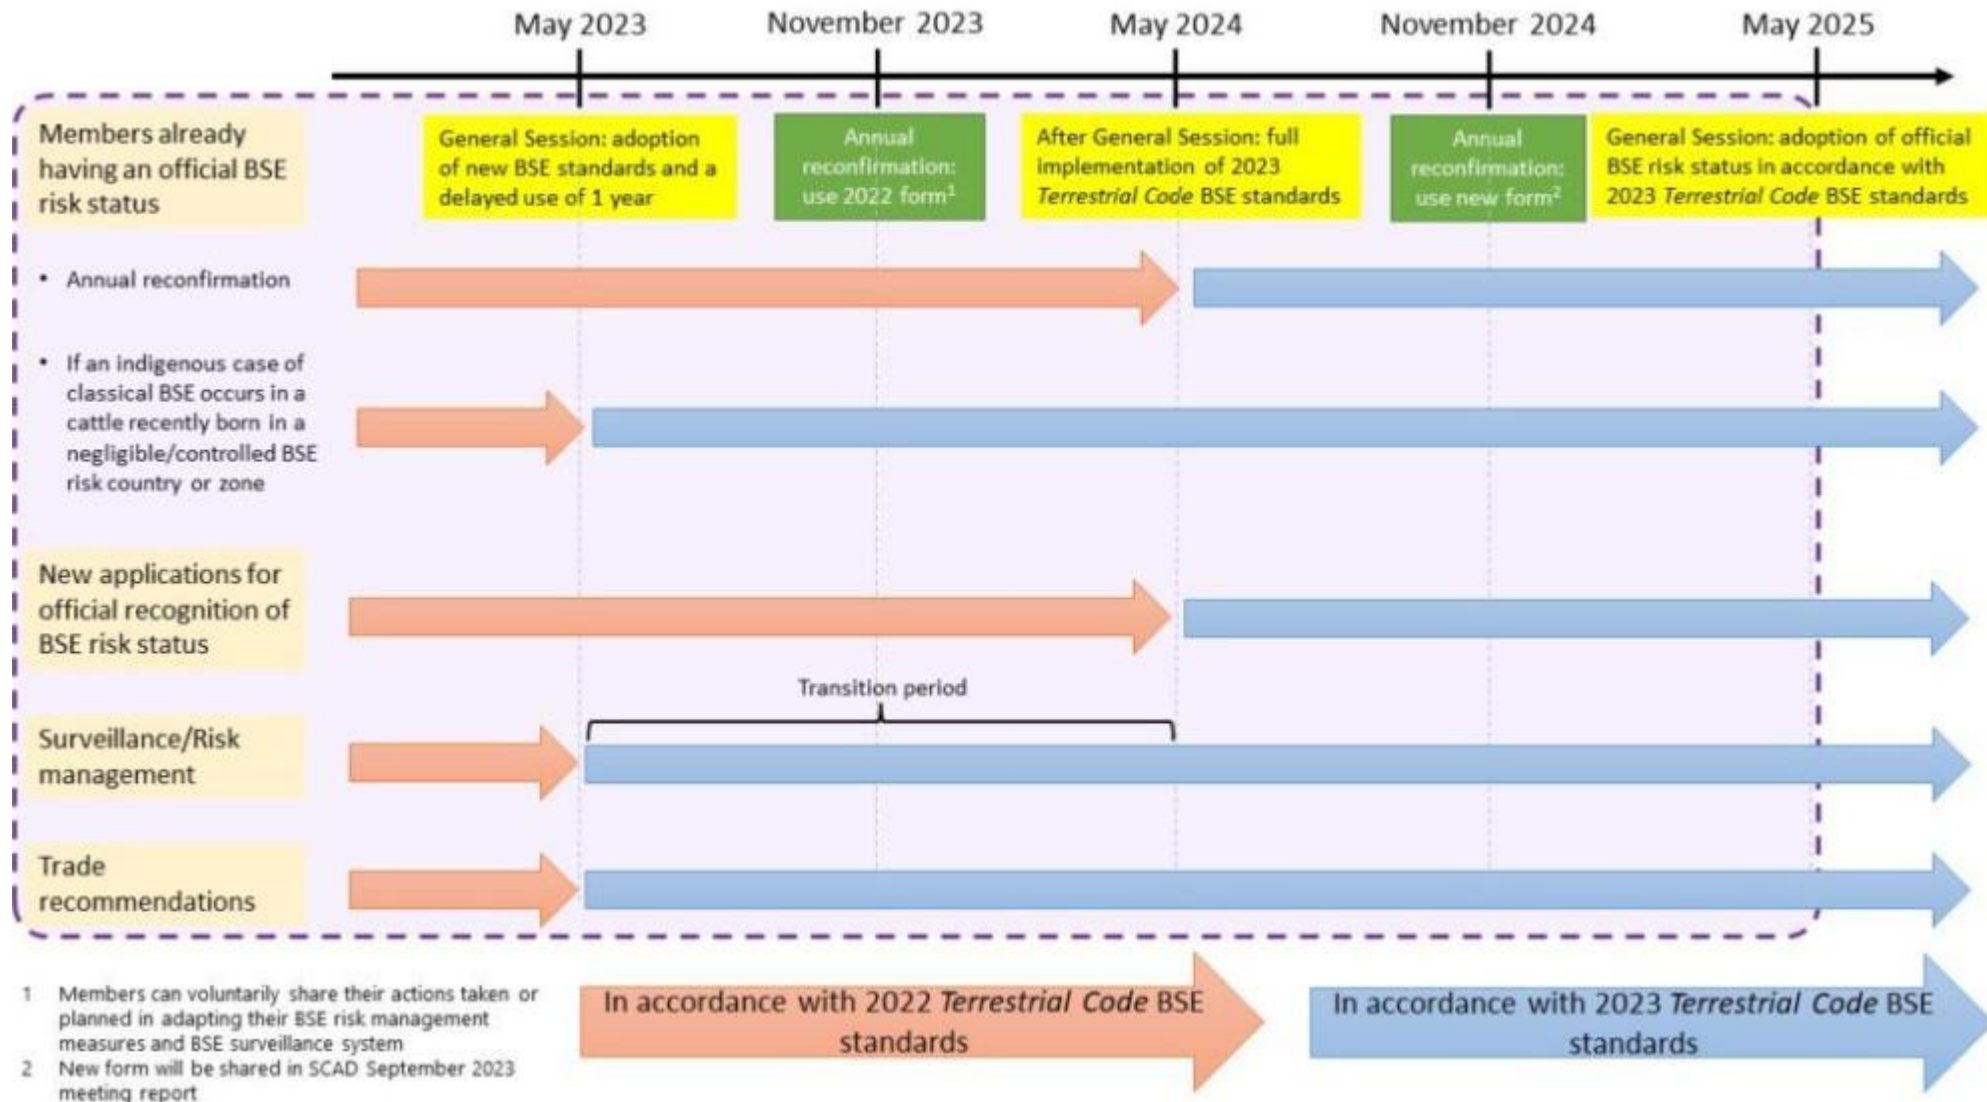 May 2023
November 2023
May 2024
November 2024
May 2025
Members already
having an official BSE
risk status
General Session: adoption
of new BSE standards and a
delayed use of 1 year
Annual
reconfirmation:
use 2022 form¹
After General Session: full
implementation of 2023
Terrestrial Code BSE standards
Annual
reconfirmation:
use new form²
General Session: adoption of official
BSE risk status in accordance with
2023 Terrestrial Code BSE standards
• Annual reconfirmation
• If an indigenous case of
classical BSE occurs in a
cattle recently born in a
negligible/controlled BSE
risk country or zone
New applications for
official recognition of
BSE risk status
Transition period
Surveillance/Risk
management
Trade
recommendations
1 Members can voluntarily share their actions taken or
planned in adapting their BSE risk management
measures and BSE surveillance system
2 New form will be shared in SCAD September 2023
meeting report
In accordance with 2022 Terrestrial Code BSE
standards
In accordance with 2023 Terrestrial Code BSE
standards